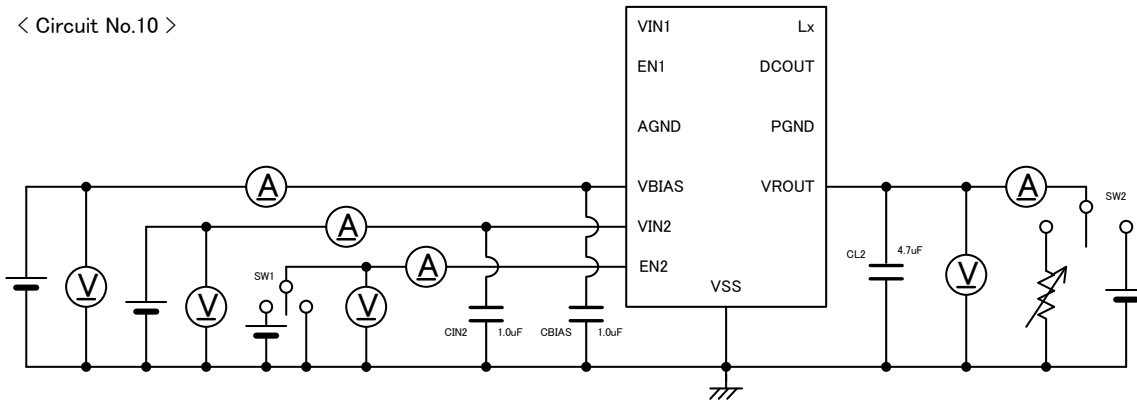 < Circuit No.10 >
VIN1 Lx
EN1 DCOUT
AGND PGND
VBIAS VROUT
VIN2
EN2
VSS
A
A
A
A
V
V
V
V
SW1
SW2
CIN2 1.0uF
CBIAS 1.0uF
CL2 4.7uF